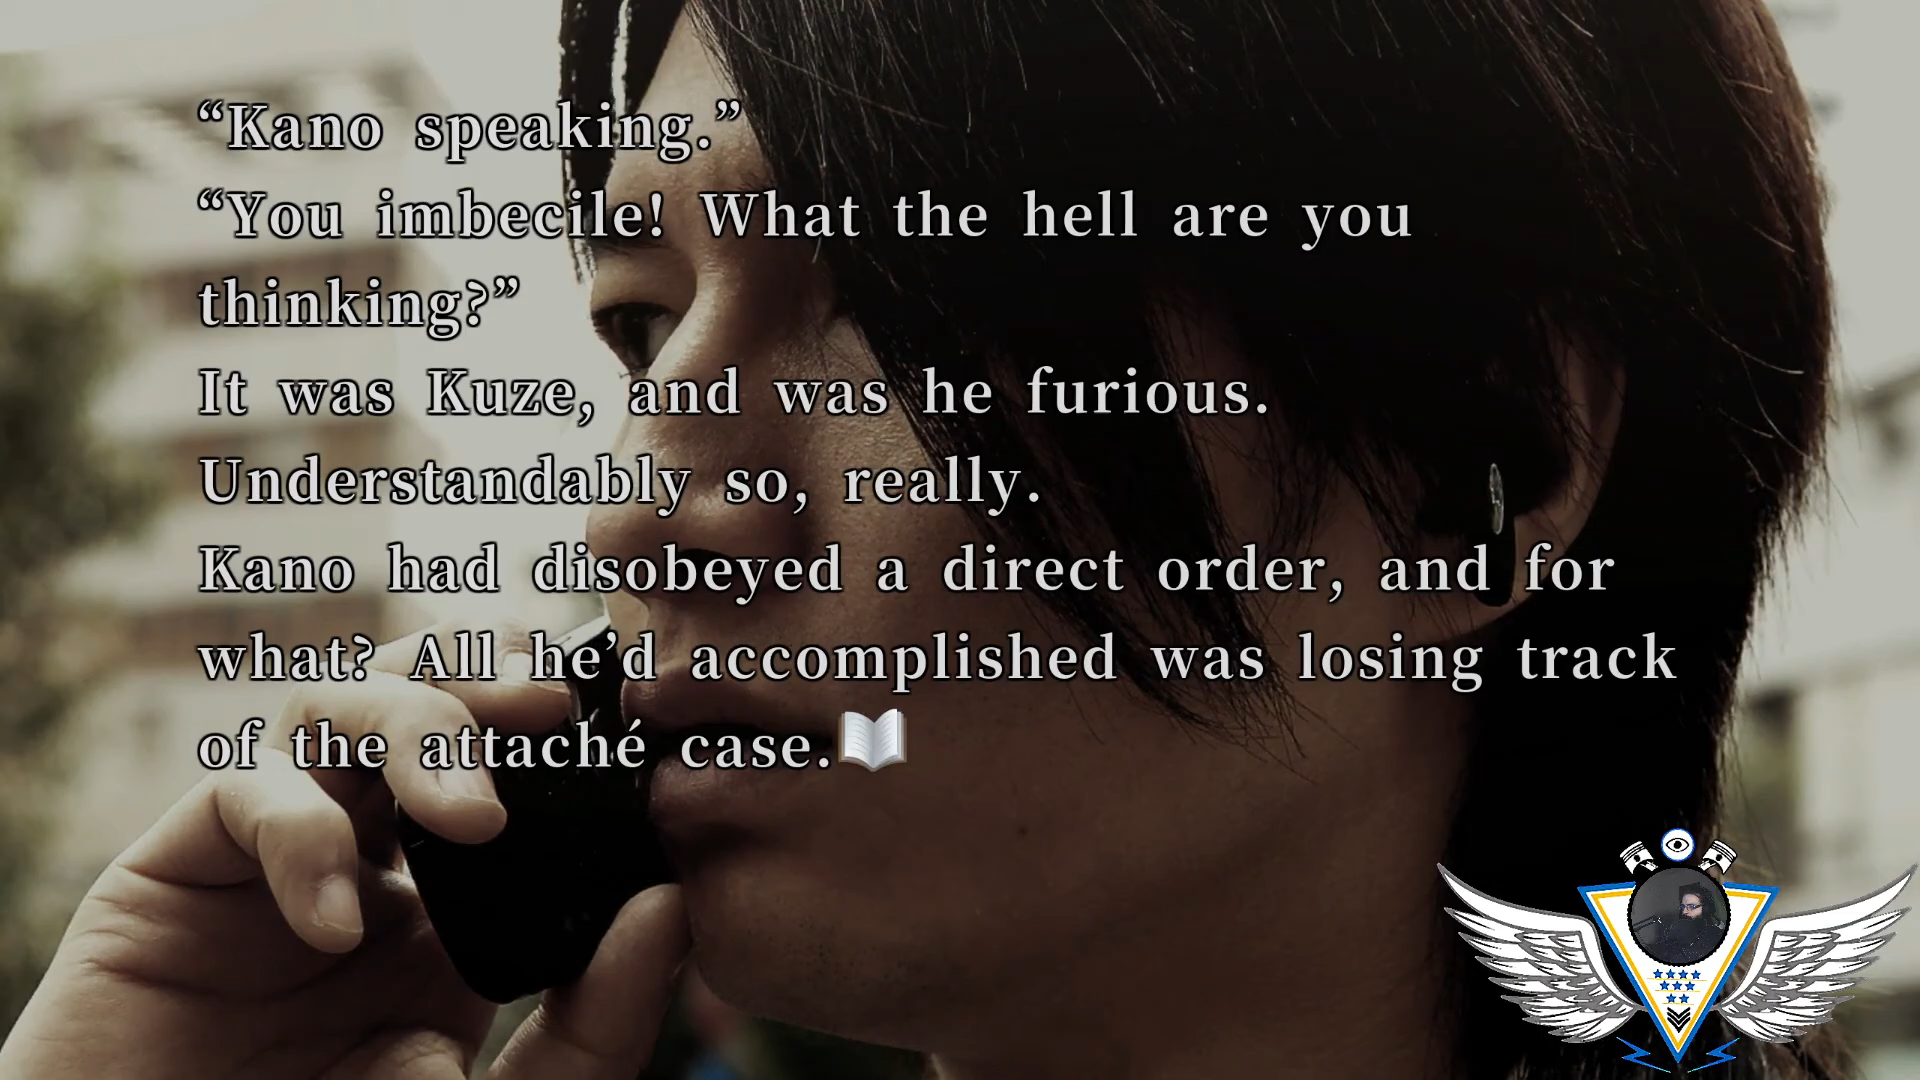 “Kano speaking.”
“You imbecile! What the hell are you
thinking?”
It was Kuze, and was he furious.
Understandably so, really.
Kano had disobeyed a direct order, and for
what? All he’d accomplished was losing track
of the attaché case.